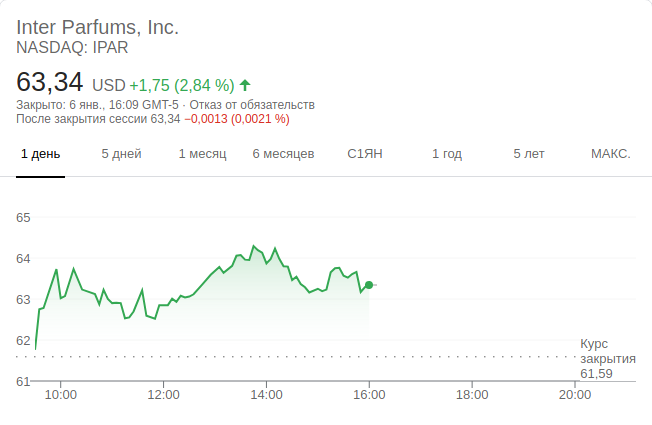 Inter Parfums, Inc.
NASDAQ: IPAR
63,34 USD +1,75 (2,84 %)
Закрыто: 6 янв., 16:09 GMT-5 · Отказ от обязательств
После закрытия сессии 63,34 −0,0013 (0,0021 %)
1 день 5 дней 1 месяц 6 месяцев С1ЯН 1 год 5 лет МАКС.
65
64
63
62
Курс
закрытия
61,59
61
10:00 12:00 14:00 16:00 18:00 20:00